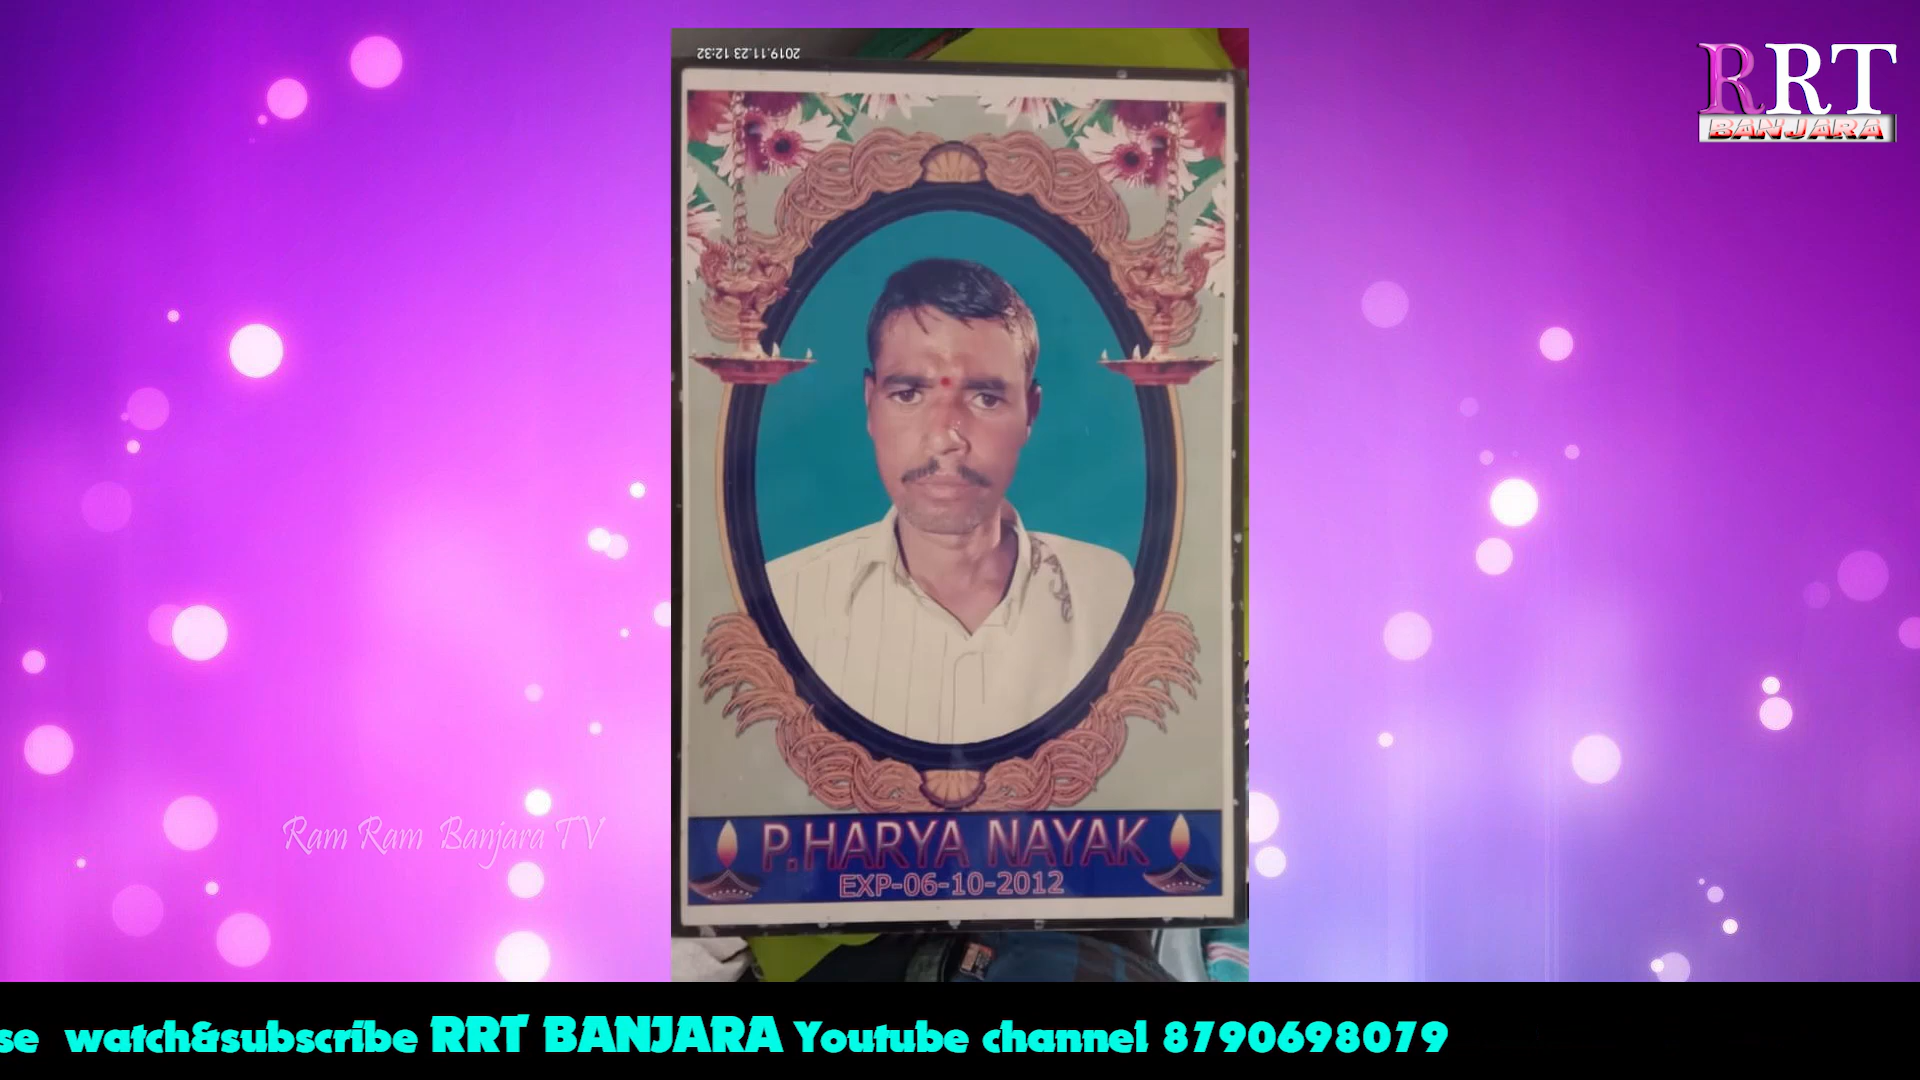 2019.11.23 12:32
RRT
BANJARA
Ram Ram Banjara TV
P.HARYA NAYAK
EXP-06-10-2012
se watch&subscribe RRT BANJARA Youtube channel 8790698079